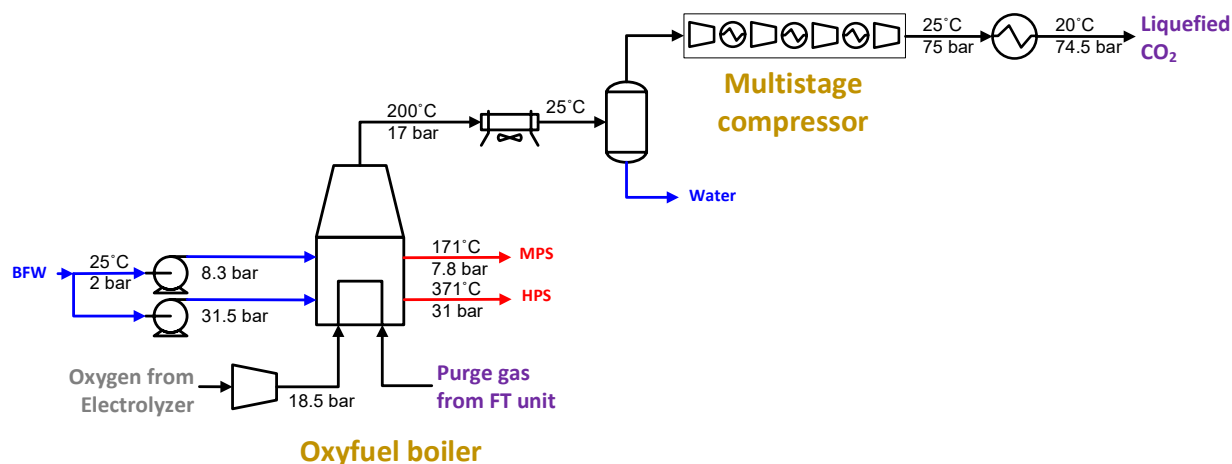 25˚C
75 bar
20˚C
74.5 bar
Liquefied
CO₂
Multistage
compressor
200˚C
17 bar
25˚C
Water
BFW
25˚C
2 bar
8.3 bar
31.5 bar
171˚C
7.8 bar
MPS
371˚C
31 bar
HPS
Oxygen from
Electrolyzer
18.5 bar
Purge gas
from FT unit
Oxyfuel boiler